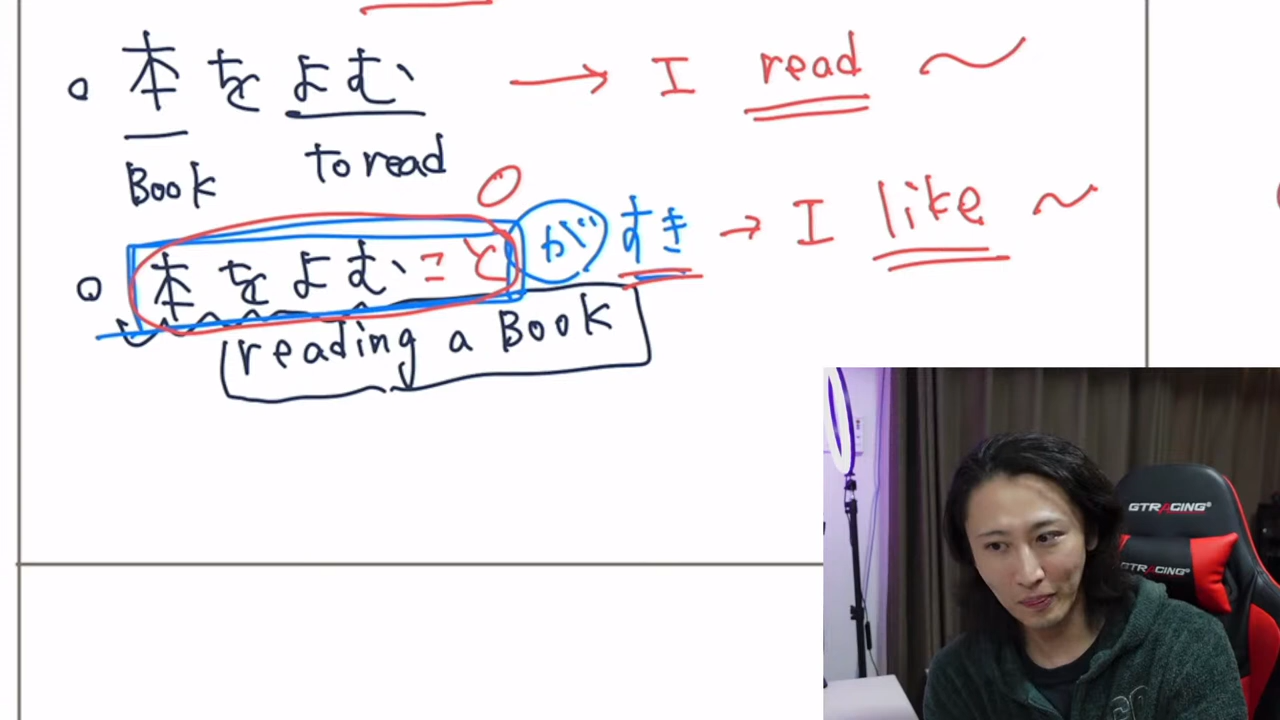 本をよむ → I read ～
Book to read
本をよむこと が すき → I like ～
reading a Book
GTRACING
GTRACING